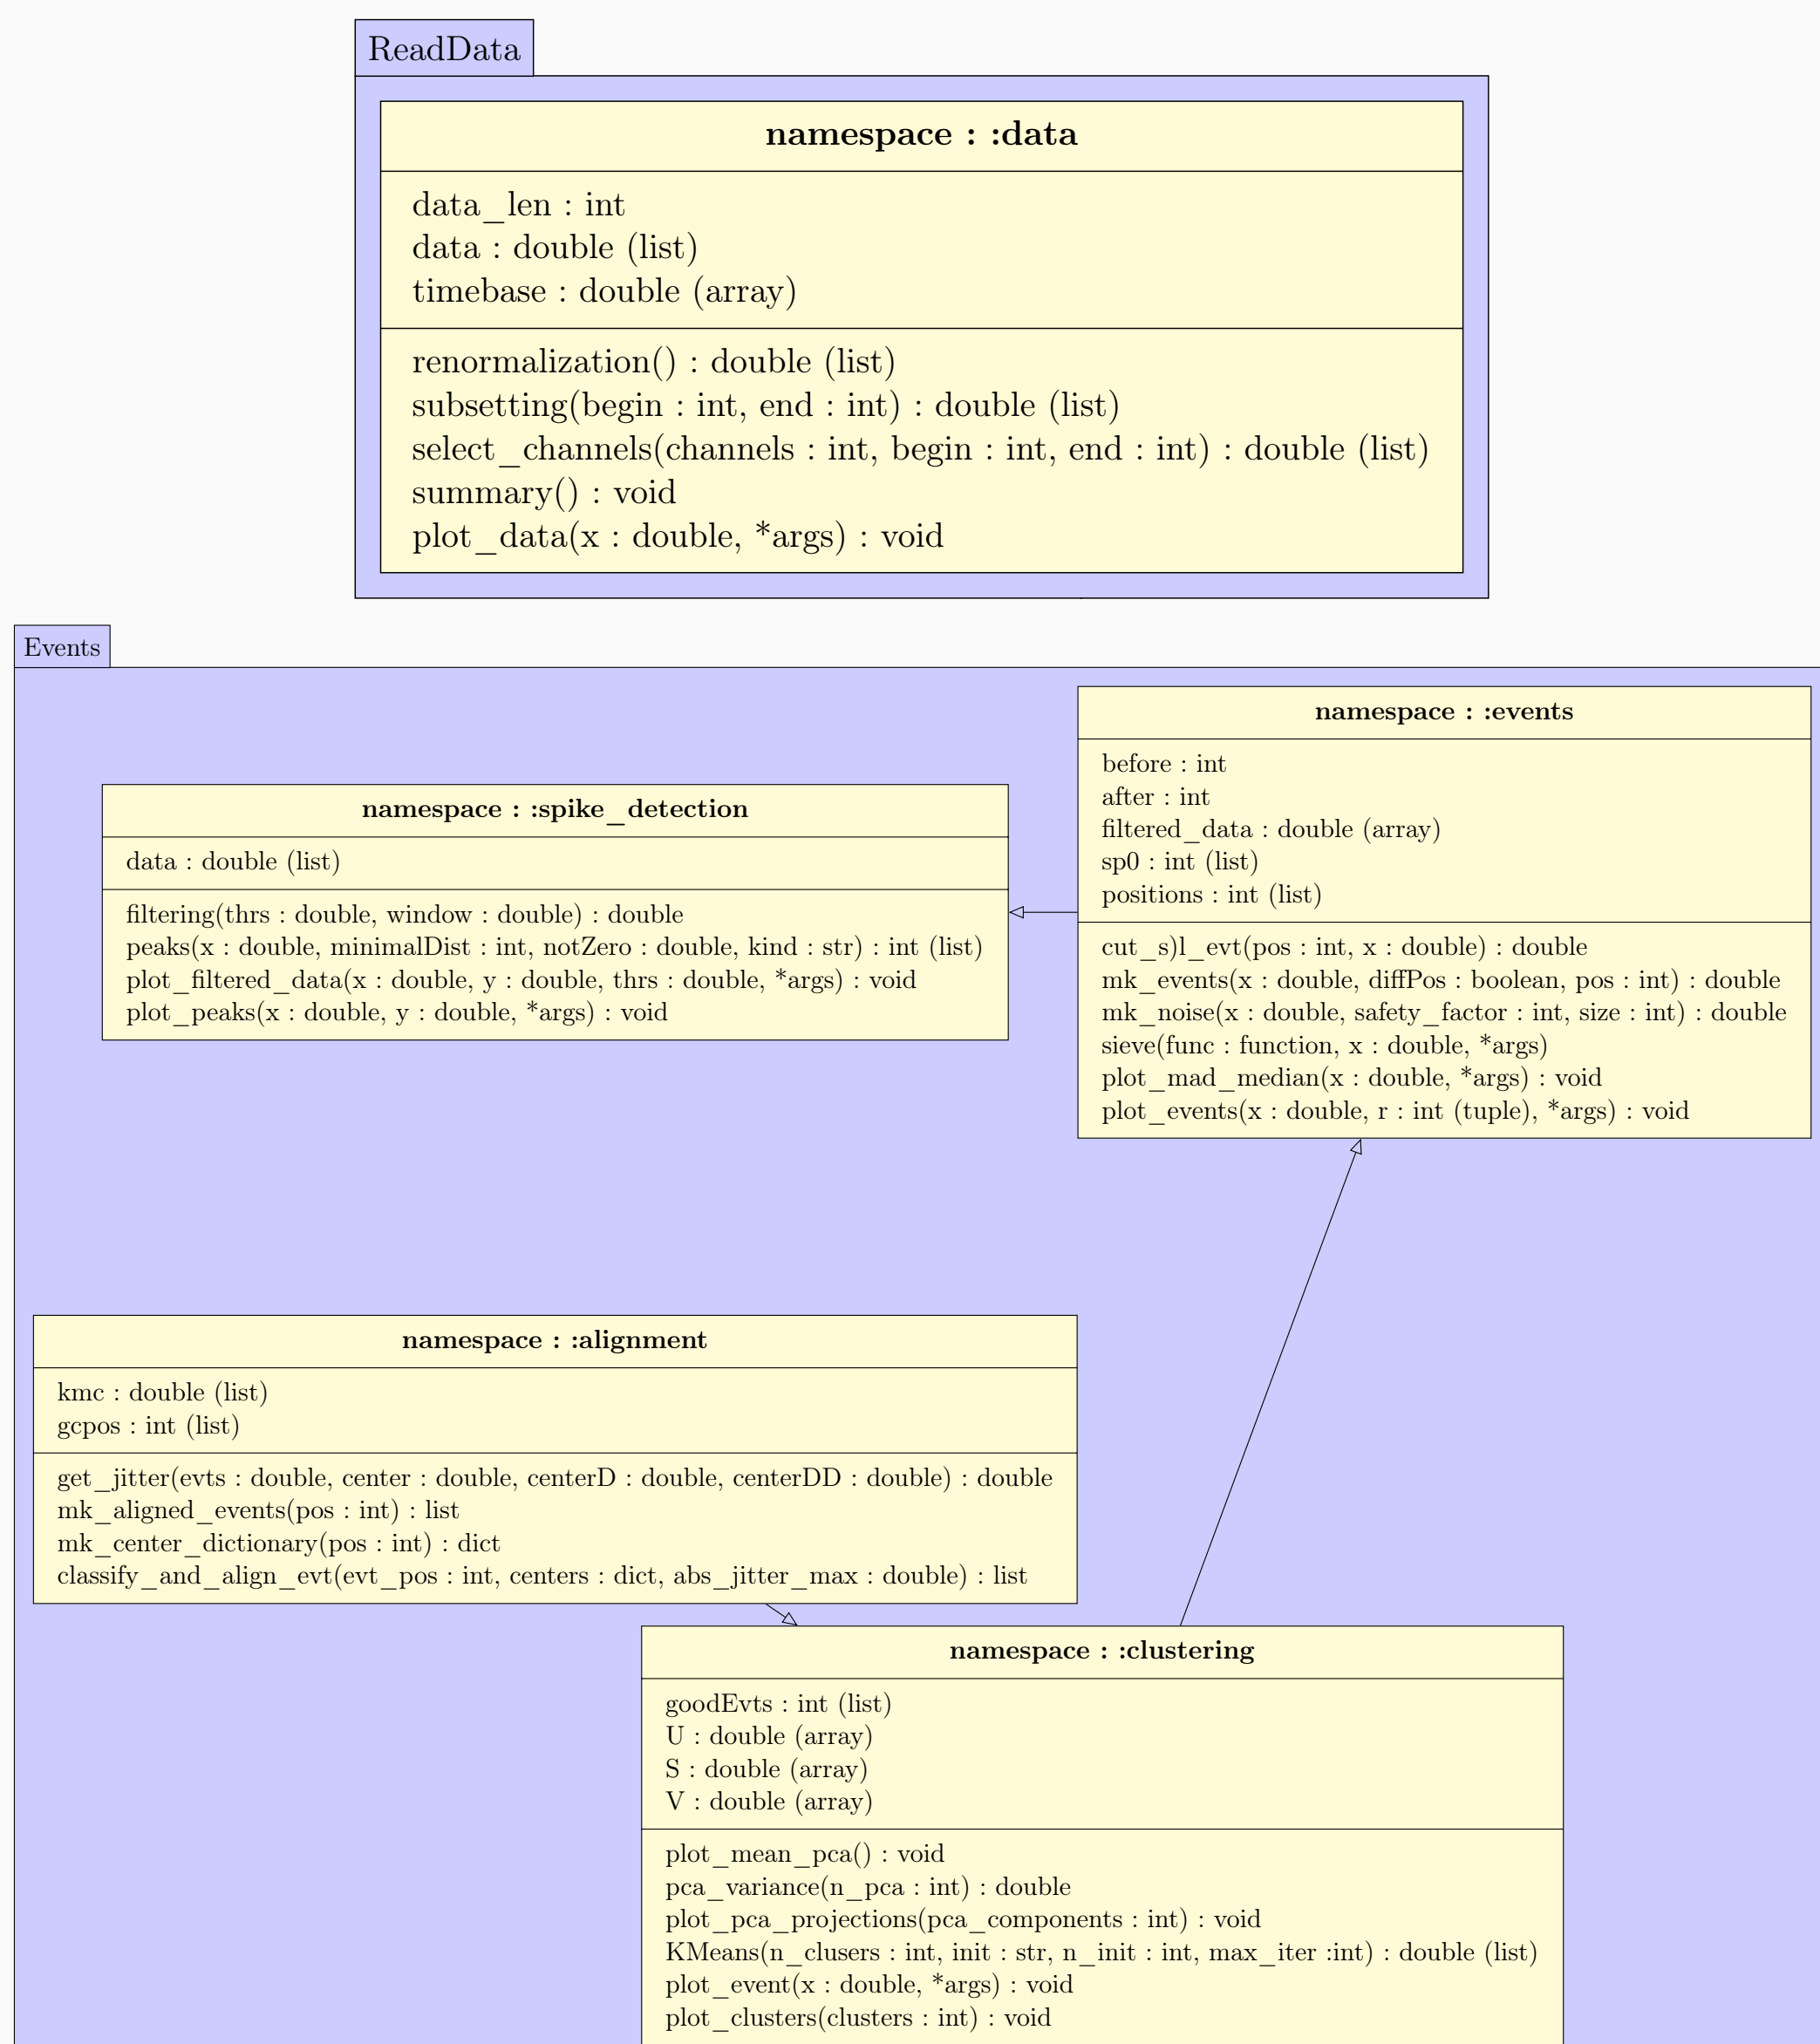 ReadData
namespace : :data
data_len : int
data : double (list)
timebase : double (array)
renormalization() : double (list)
subsetting(begin : int, end : int) : double (list)
select_channels(channels : int, begin : int, end : int) : double (list)
summary() : void
plot_data(x : double, *args) : void
Events
namespace : :events
before : int
after : int
filtered_data : double (array)
sp0 : int (list)
positions : int (list)
cut_s)l_evt(pos : int, x : double) : double
mk_events(x : double, diffPos : boolean, pos : int) : double
mk_noise(x : double, safety_factor : int, size : int) : double
sieve(func : function, x : double, *args)
plot_mad_median(x : double, *args) : void
plot_events(x : double, r : int (tuple), *args) : void
namespace : :spike_detection
data : double (list)
filtering(thrs : double, window : double) : double
peaks(x : double, minimalDist : int, notZero : double, kind : str) : int (list)
plot_filtered_data(x : double, y : double, thrs : double, *args) : void
plot_peaks(x : double, y : double, *args) : void
namespace : :alignment
kmc : double (list)
gcpos : int (list)
get_jitter(evts : double, center : double, centerD : double, centerDD : double) : double
mk_aligned_events(pos : int) : list
mk_center_dictionary(pos : int) : dict
classify_and_align_evt(evt_pos : int, centers : dict, abs_jitter_max : double) : list
namespace : :clustering
goodEvts : int (list)
U : double (array)
S : double (array)
V : double (array)
plot_mean_pca() : void
pca_variance(n_pca : int) : double
plot_pca_projections(pca_components : int) : void
KMeans(n_clusers : int, init : str, n_init : int, max_iter :int) : double (list)
plot_event(x : double, *args) : void
plot_clusters(clusters : int) : void